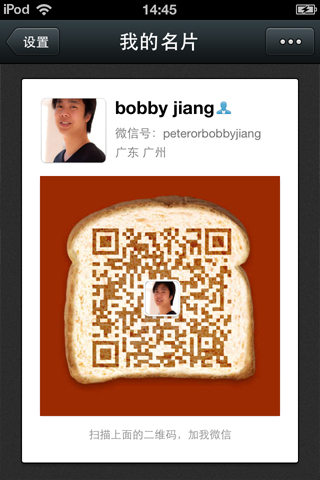 iPod 14:45
设置 我的名片
bobby jiang
微信号：peterorbobbyjiang
广东 广州
扫描上面的二维码，加我微信